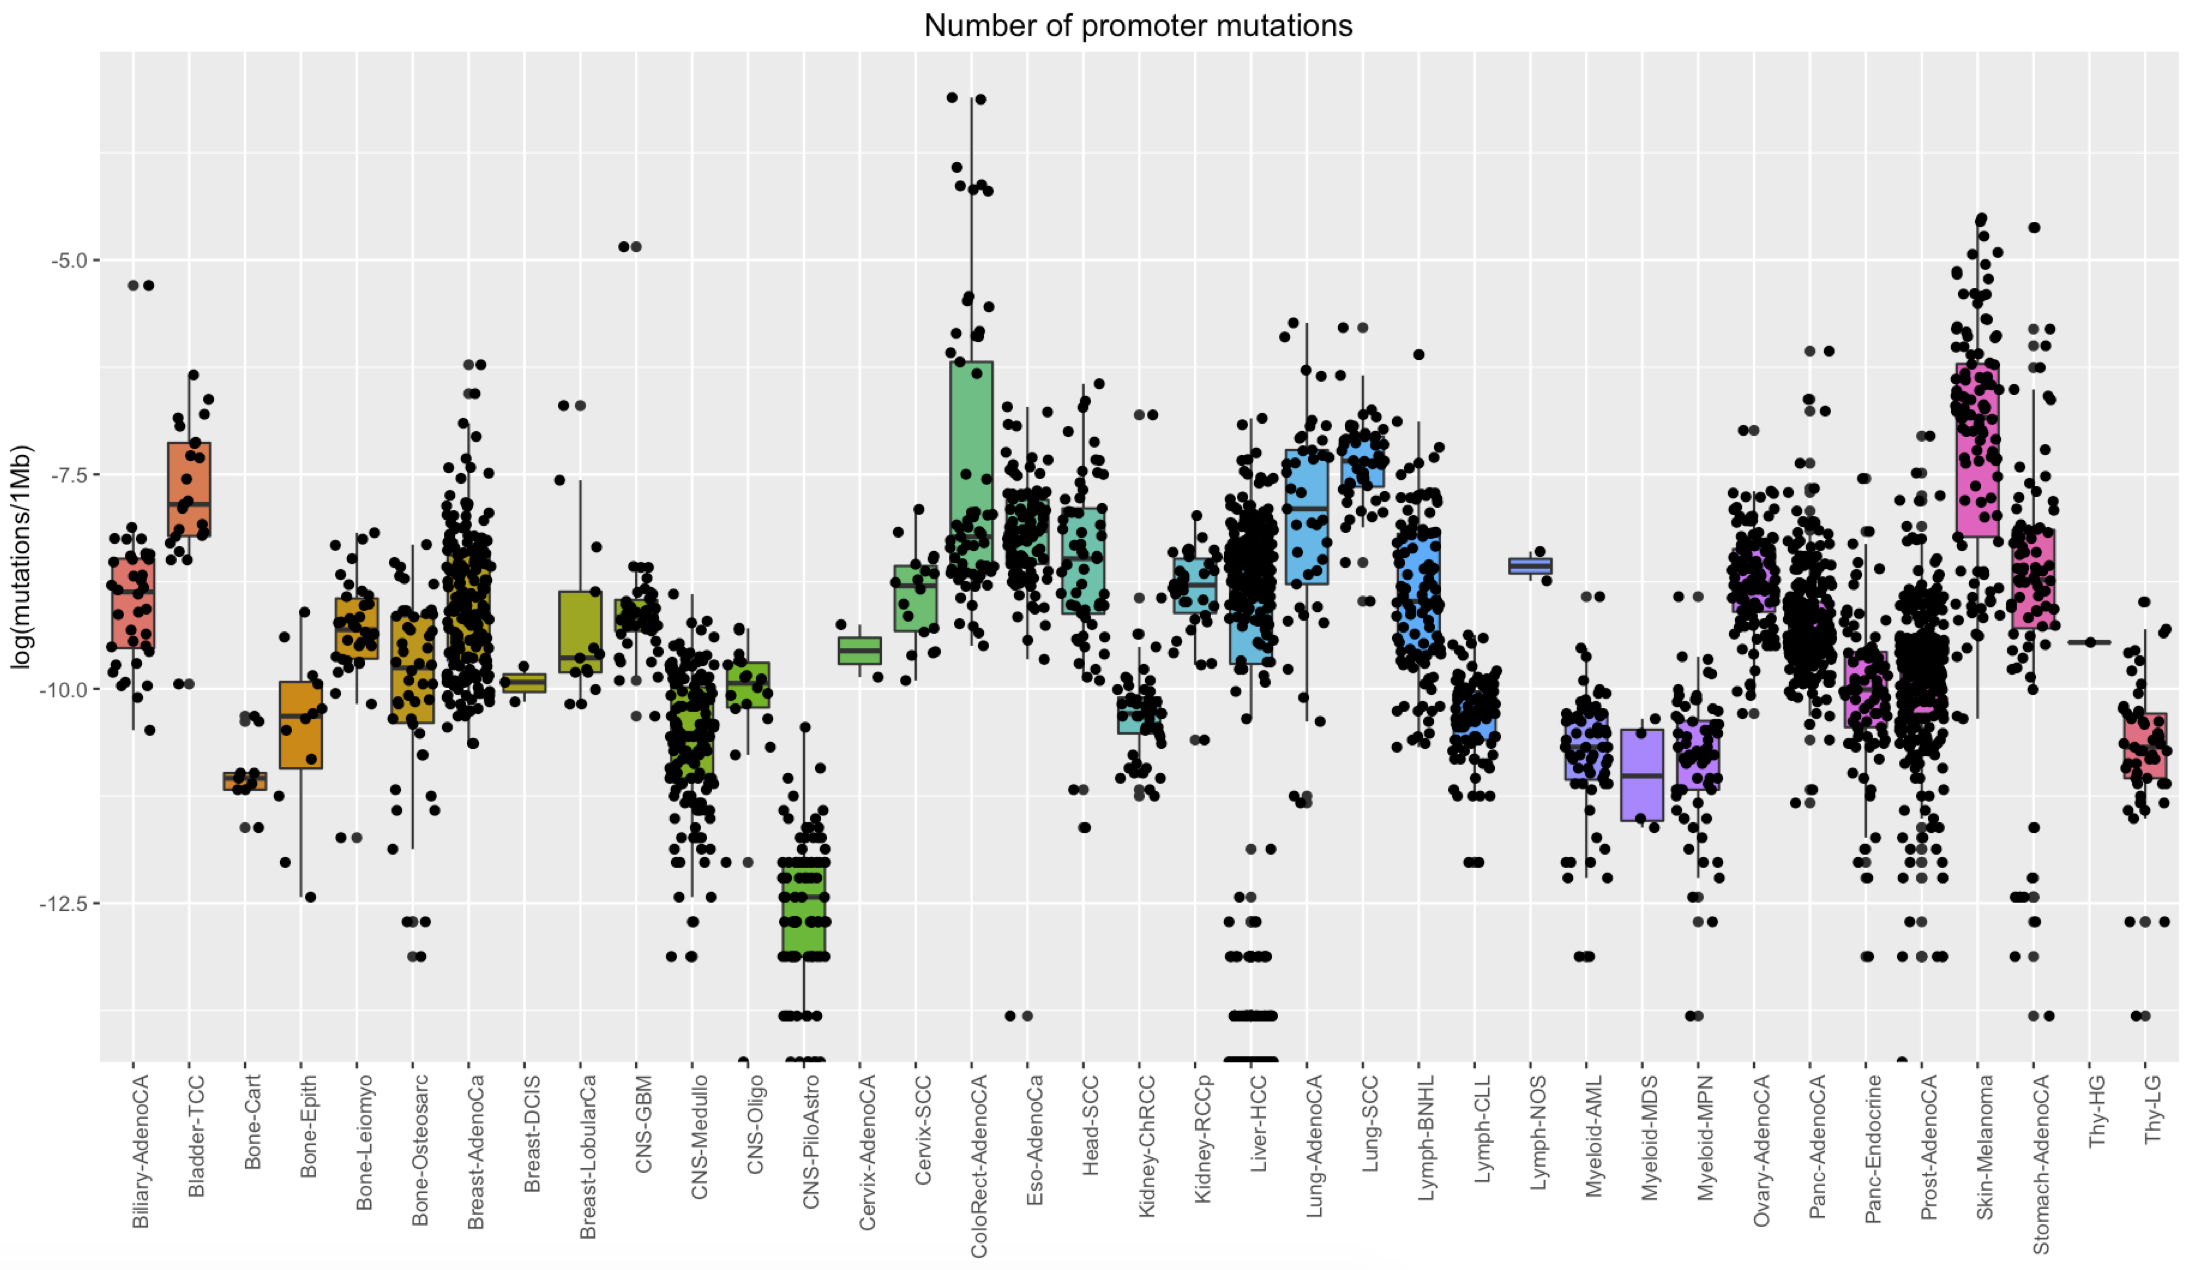 Number of promoter mutations
log(mutations/1Mb)
-5.0
-7.5
-10.0
-12.5
Biliary-AdenoCA
Bladder-TCC
Bone-Cart
Bone-Epith
Bone-Leiomyo
Bone-Osteosarc
Breast-AdenoCa
Breast-DCIS
Breast-LobularCa
CNS-GBM
CNS-Medullo
CNS-Oligo
CNS-PiloAstro
Cervix-AdenoCA
Cervix-SCC
ColoRect-AdenoCA
Eso-AdenoCa
Head-SCC
Kidney-ChRCC
Kidney-RCCp
Liver-HCC
Lung-AdenoCA
Lung-SCC
Lymph-BNHL
Lymph-CLL
Lymph-NOS
Myeloid-AML
Myeloid-MDS
Myeloid-MPN
Ovary-AdenoCA
Panc-AdenoCA
Panc-Endocrine
Prost-AdenoCA
Skin-Melanoma
Stomach-AdenoCA
Thy-HG
Thy-LG